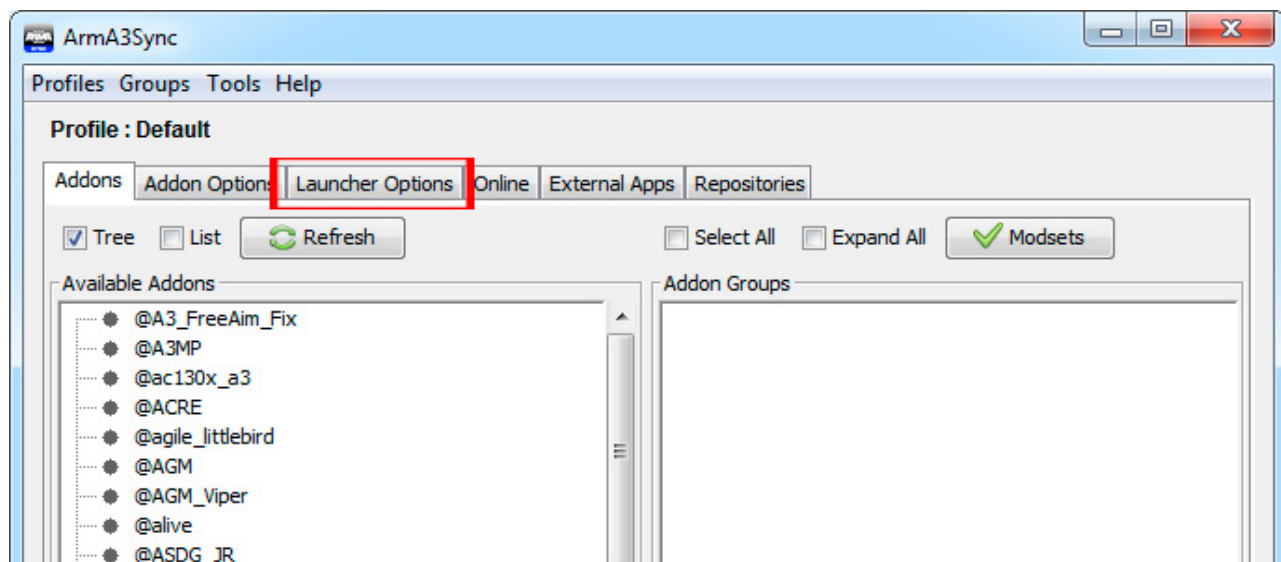 ArmA3Sync
Profiles Groups Tools Help
Profile : Default
Addons Addon Options Launcher Options Online External Apps Repositories
Tree List Refresh Select All Expand All Modsets
Available Addons Addon Groups
@A3_FreeAim_Fix
@A3MP
@ac130x_a3
@ACRE
@agile_littlebird
@AGM
@AGM_Viper
@alive
@ASDG_JR